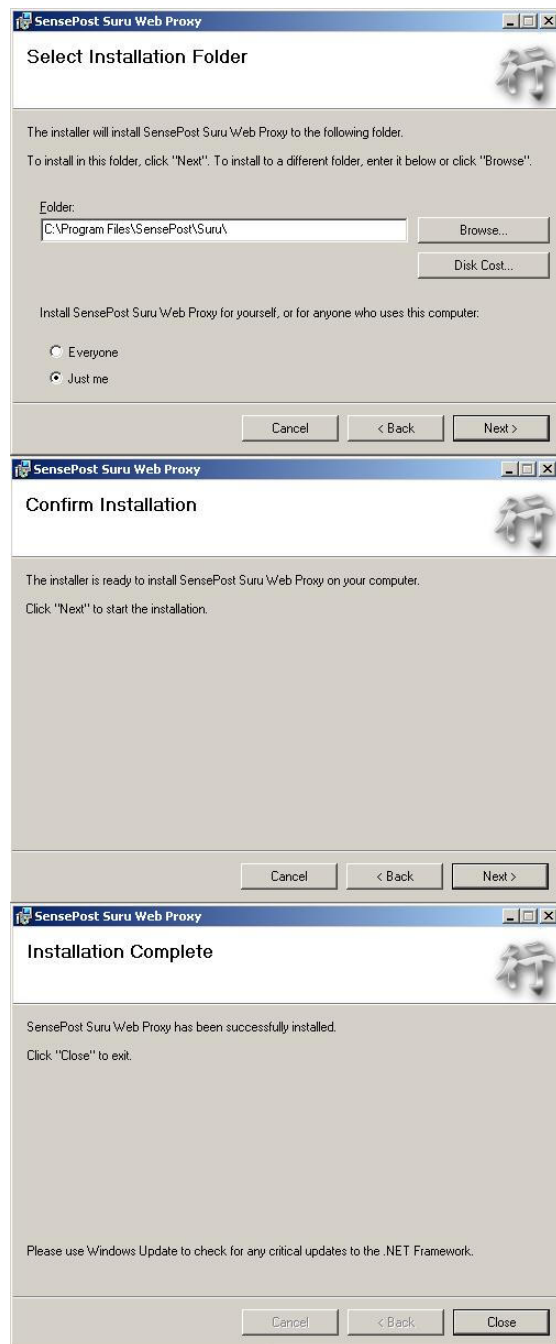 SensePost Suru Web Proxy
Select Installation Folder
行
The installer will install SensePost Suru Web Proxy to the following folder.
To install in this folder, click "Next". To install to a different folder, enter it below or click "Browse".
Folder:
C:\Program Files\SensePost\Suru\
Browse...
Disk Cost...
Install SensePost Suru Web Proxy for yourself, or for anyone who uses this computer:
Everyone
Just me
Cancel < Back Next >
SensePost Suru Web Proxy
Confirm Installation
行
The installer is ready to install SensePost Suru Web Proxy on your computer.
Click "Next" to start the installation.
Cancel < Back Next >
SensePost Suru Web Proxy
Installation Complete
行
SensePost Suru Web Proxy has been successfully installed.
Click "Close" to exit.
Please use Windows Update to check for any critical updates to the .NET Framework.
Cancel < Back Close